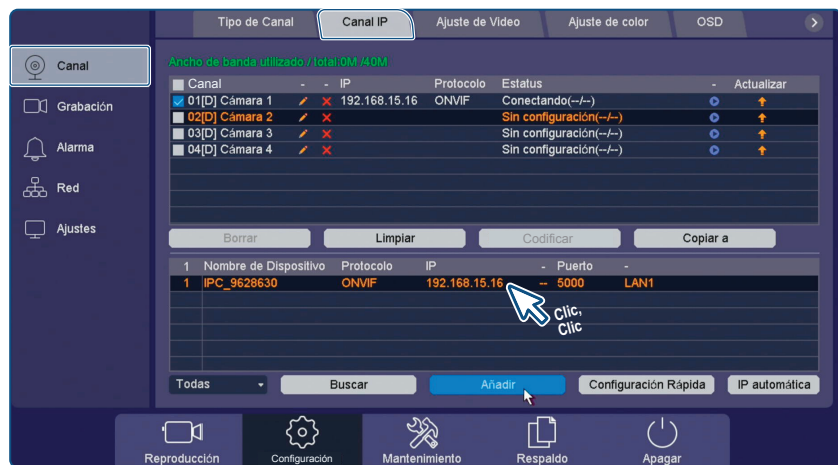 Tipo de Canal Canal IP Ajuste de Video Ajuste de color OSD
Canal
Grabación
Alarma
Red
Ajustes
Ancho de banda utilizado / total:0M /40M
Canal - - IP Protocolo Estatus - Actualizar
01[D] Cámara 1 192.168.15.16 ONVIF Conectando(--/--)
02[D] Cámara 2 Sin configuración(--/--)
03[D] Cámara 3 Sin configuración(--/--)
04[D] Cámara 4 Sin configuración(--/--)
Borrar Limpiar Codificar Copiar a
1 Nombre de Dispositivo Protocolo IP - Puerto -
1 IPC_9628630 ONVIF 192.168.15.16 -- 5000 LAN1
Clic,
Clic
Todas Buscar Añadir Configuración Rápida IP automática
Reproducción Configuración Mantenimiento Respaldo Apagar